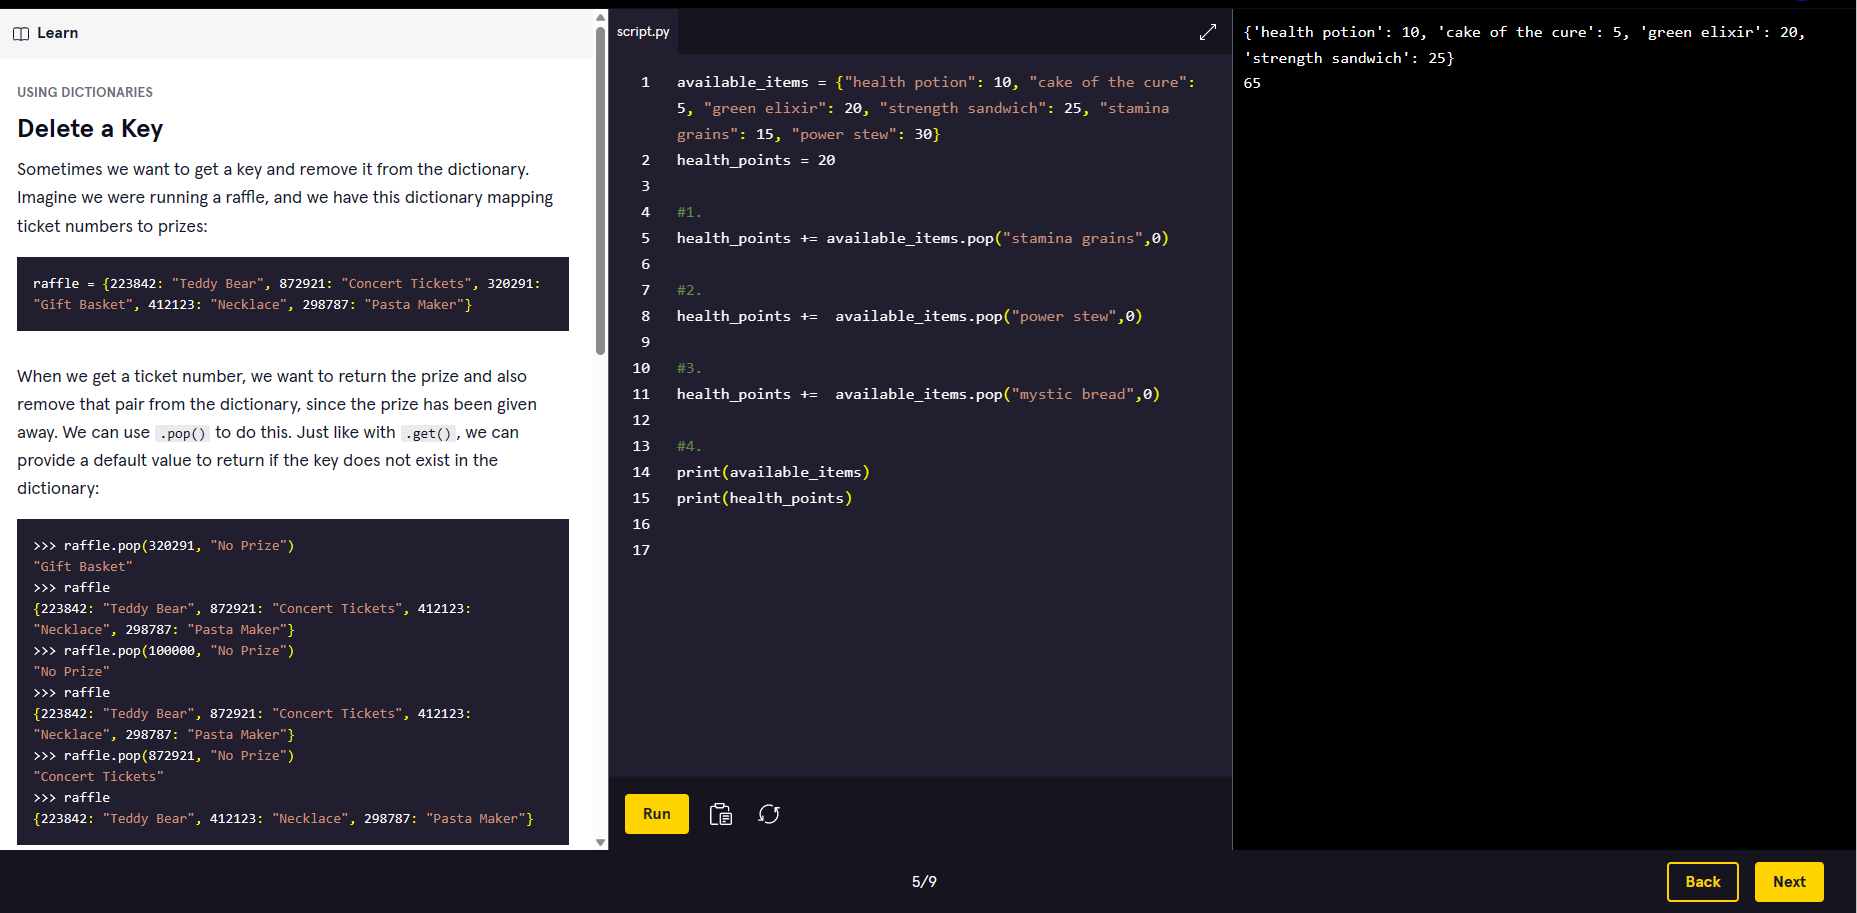 Learn
USING DICTIONARIES
Delete a Key
Sometimes we want to get a key and remove it from the dictionary.
Imagine we were running a raffle, and we have this dictionary mapping
ticket numbers to prizes:
raffle = {223842: "Teddy Bear", 872921: "Concert Tickets", 320291:
"Gift Basket", 412123: "Necklace", 298787: "Pasta Maker"}
When we get a ticket number, we want to return the prize and also
remove that pair from the dictionary, since the prize has been given
away. We can use .pop() to do this. Just like with .get(), we can
provide a default value to return if the key does not exist in the
dictionary:
>>> raffle.pop(320291, "No Prize")
"Gift Basket"
>>> raffle
{223842: "Teddy Bear", 872921: "Concert Tickets", 412123:
"Necklace", 298787: "Pasta Maker"}
>>> raffle.pop(100000, "No Prize")
"No Prize"
>>> raffle
{223842: "Teddy Bear", 872921: "Concert Tickets", 412123:
"Necklace", 298787: "Pasta Maker"}
>>> raffle.pop(872921, "No Prize")
"Concert Tickets"
>>> raffle
{223842: "Teddy Bear", 412123: "Necklace", 298787: "Pasta Maker"}
script.py
1 available_items = {"health potion": 10, "cake of the cure":
5, "green elixir": 20, "strength sandwich": 25, "stamina
grains": 15, "power stew": 30}
2 health_points = 20
3
4 #1.
5 health_points += available_items.pop("stamina grains",0)
6
7 #2.
8 health_points +=  available_items.pop("power stew",0)
9
10 #3.
11 health_points +=  available_items.pop("mystic bread",0)
12
13 #4.
14 print(available_items)
15 print(health_points)
16
17
Run
{'health potion': 10, 'cake of the cure': 5, 'green elixir': 20,
'strength sandwich': 25}
65
5/9
Back
Next